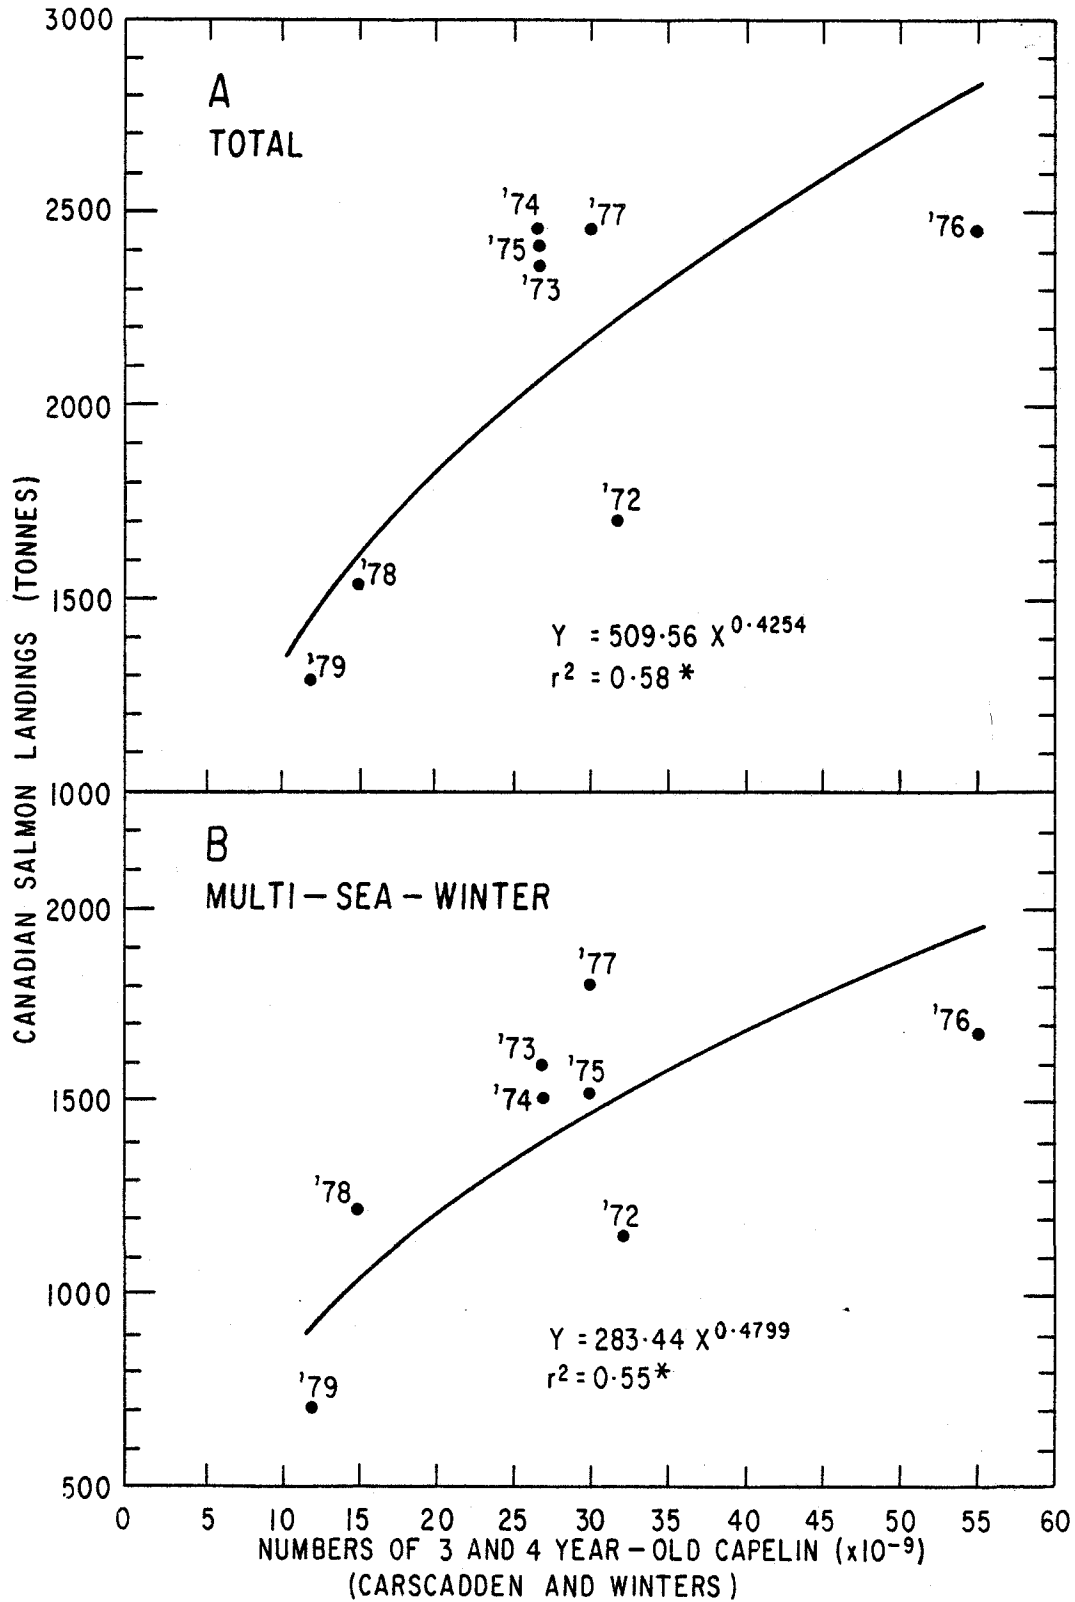 CANADIAN SALMON LANDINGS (TONNES)
3000
2500
2000
1500
1000
A
TOTAL
'74
'77
'75
'73
'76
'72
'78
'79
Y = 509·56 X^0·4254
r² = 0·58 *
B
MULTI-SEA-WINTER
2000
1500
1000
500
'77
'76
'73
'75
'74
'78
'72
'79
Y = 283·44 X^0·4799
r² = 0·55*
0 5 10 15 20 25 30 35 40 45 50 55 60
NUMBERS OF 3 AND 4 YEAR-OLD CAPELIN (x10⁻⁹)
(CARSCADDEN AND WINTERS)